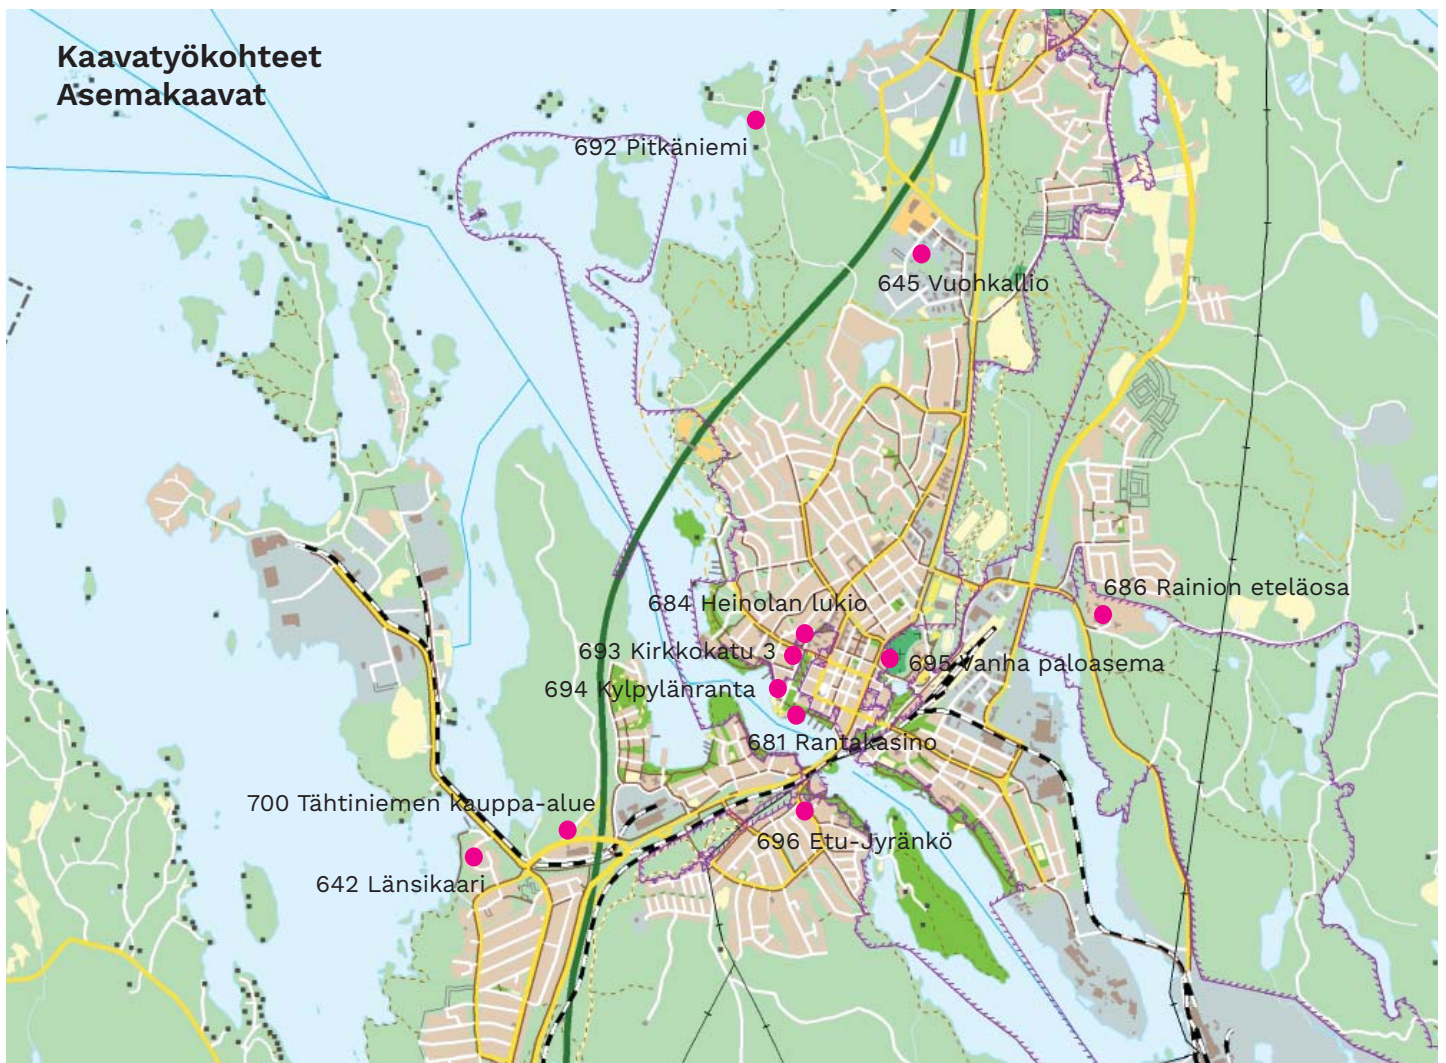 Kaavatyökohteet
Asemakaavat
692 Pitkäniemi
645 Vuohkallio
686 Rainion eteläosa
684 Heinolan lukio
693 Kirkkokatu 3
695 Vanha paloasema
694 Kylpylänranta
681 Rantakasino
700 Tähtiniemen kauppa-alue
696 Etu-Jyränkö
642 Länsikaari